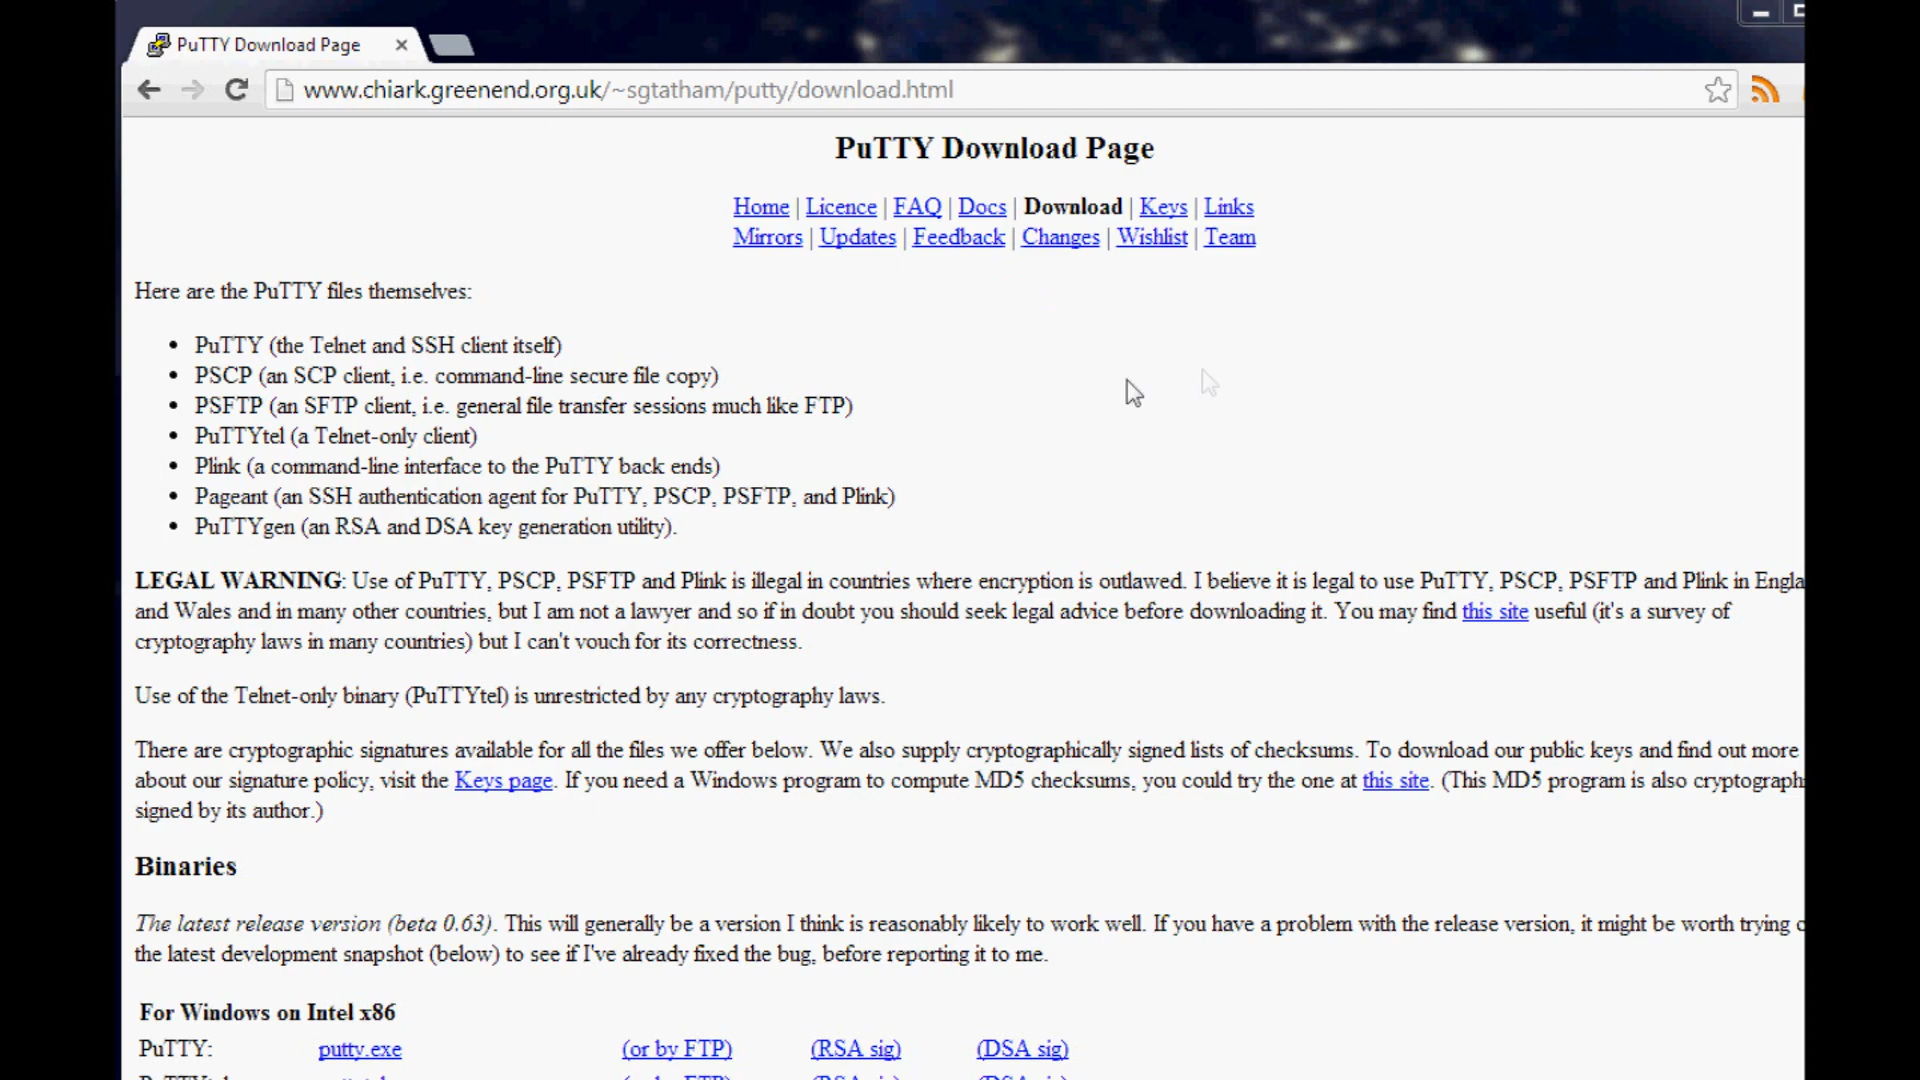 PuTTY Download Page
www.chiark.greenend.org.uk/~sgtatham/putty/download.html
PuTTY Download Page
Home | Licence | FAQ | Docs | Download | Keys | Links
Mirrors | Updates | Feedback | Changes | Wishlist | Team
Here are the PuTTY files themselves:
• PuTTY (the Telnet and SSH client itself)
• PSCP (an SCP client, i.e. command-line secure file copy)
• PSFTP (an SFTP client, i.e. general file transfer sessions much like FTP)
• PuTTYtel (a Telnet-only client)
• Plink (a command-line interface to the PuTTY back ends)
• Pageant (an SSH authentication agent for PuTTY, PSCP, PSFTP, and Plink)
• PuTTYgen (an RSA and DSA key generation utility).
LEGAL WARNING: Use of PuTTY, PSCP, PSFTP and Plink is illegal in countries where encryption is outlawed. I believe it is legal to use PuTTY, PSCP, PSFTP and Plink in Engla
and Wales and in many other countries, but I am not a lawyer and so if in doubt you should seek legal advice before downloading it. You may find this site useful (it's a survey of
cryptography laws in many countries) but I can't vouch for its correctness.
Use of the Telnet-only binary (PuTTYtel) is unrestricted by any cryptography laws.
There are cryptographic signatures available for all the files we offer below. We also supply cryptographically signed lists of checksums. To download our public keys and find out more
about our signature policy, visit the Keys page. If you need a Windows program to compute MD5 checksums, you could try the one at this site. (This MD5 program is also cryptograph
signed by its author.)
Binaries
The latest release version (beta 0.63). This will generally be a version I think is reasonably likely to work well. If you have a problem with the release version, it might be worth trying
the latest development snapshot (below) to see if I've already fixed the bug, before reporting it to me.
For Windows on Intel x86
PuTTY: putty.exe (or by FTP) (RSA sig) (DSA sig)